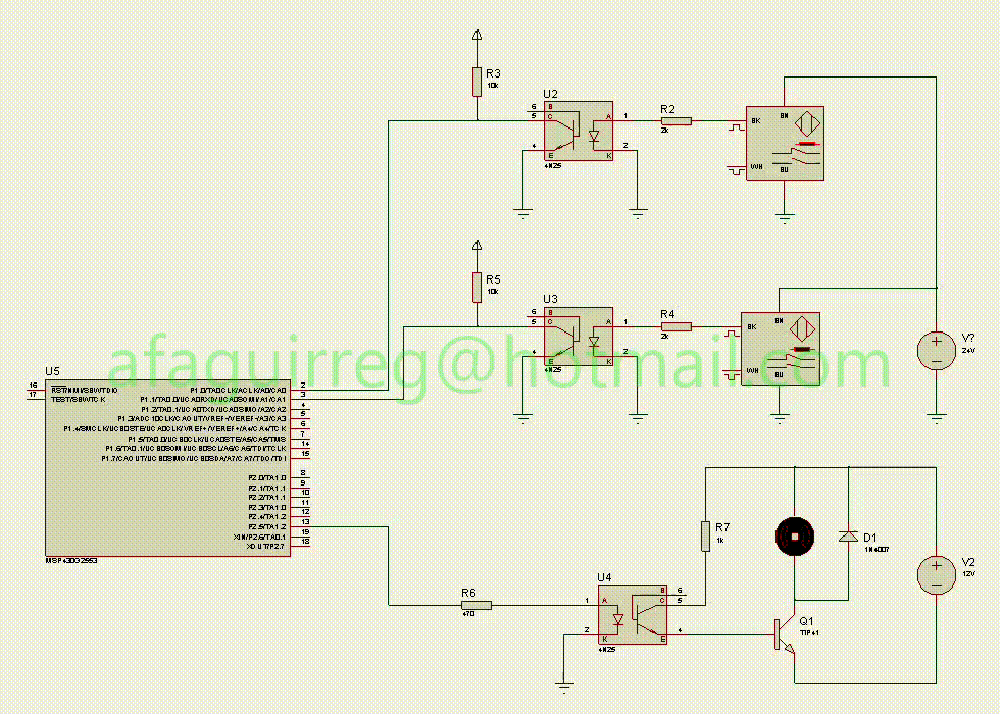 R3
10k
U2
6
B
5
C
4
E
A
1
K
2
4N25
R2
2k
BK
BN
WH
BU
R5
10k
U3
6
B
5
C
4
E
A
1
K
2
4N25
R4
2k
BK
BN
WH
BU
V?
24V
afaguirreg@hotmail.com
U5
16
RST/NMI/SBWTDIO
17
TEST/SBWTCK
P1.0/TA0CLK/ACLK/A0/CA0
2
P1.1/TA0.0/UCA0RXD/UCA0SOMI/A1/CA1
3
P1.2/TA0.1/UCA0TXD/UCA0SIMO/A2/CA2
4
P1.3/ADC10CLK/CAOUT/VREF-/VEREF-/A3/CA3
5
P1.4/SMCLK/UCB0STE/UCA0CLK/VREF+/VEREF+/A4/CA4/TCK
6
P1.5/TA0.0/UCB0CLK/UCA0STE/A5/CA5/TMS
7
P1.6/TA0.1/UCB0SOMI/UCB0SCL/A6/CA6/TDI/TCLK
14
P1.7/CAOUT/UCB0SIMO/UCB0SDA/A7/CA7/TDO/TDI
15
P2.0/TA1.0
8
P2.1/TA1.1
9
P2.2/TA1.1
10
P2.3/TA1.0
11
P2.4/TA1.2
12
P2.5/TA1.2
13
XIN/P2.6/TA0.1
19
XOUT/P2.7
18
MSP430G2553
R6
470
U4
1
A
2
K
B
6
C
5
E
4
4N25
R7
1k
D1
1N4007
Q1
TIP41
V2
12V